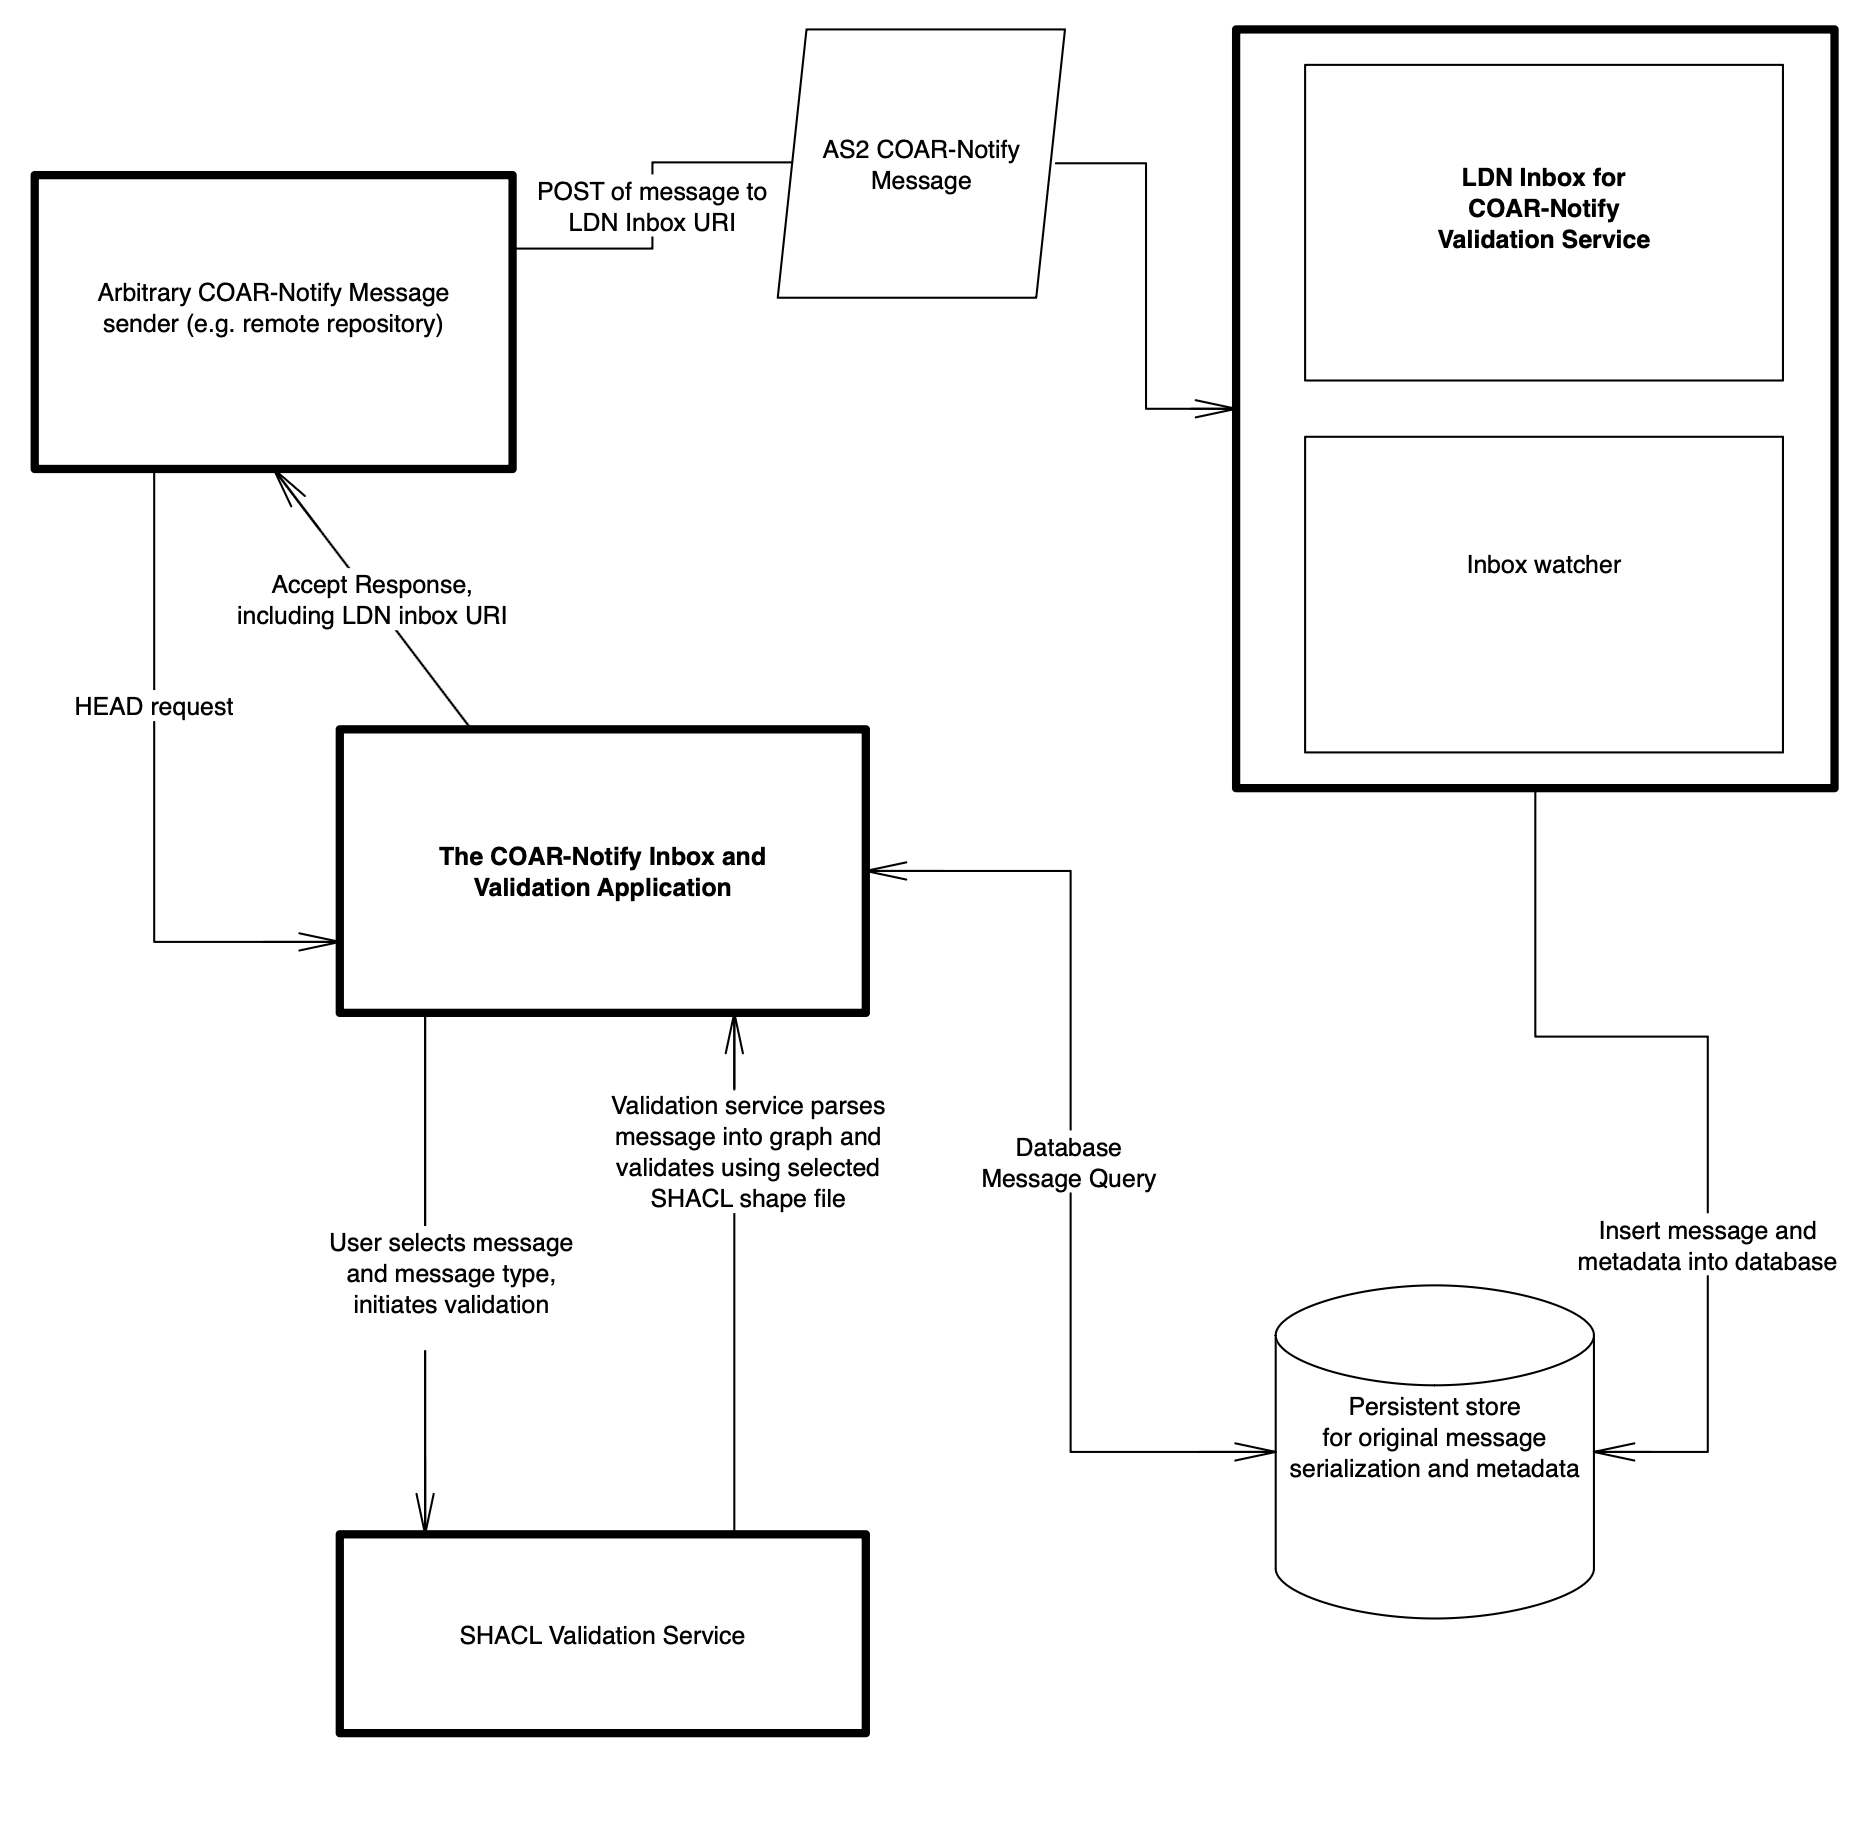 AS2 COAR-Notify
Message
LDN Inbox for
COAR-Notify
Validation Service
POST of message to
LDN Inbox URI
Arbitrary COAR-Notify Message
sender (e.g. remote repository)
Inbox watcher
Accept Response,
including LDN inbox URI
HEAD request
The COAR-Notify Inbox and
Validation Application
Validation service parses
message into graph and
validates using selected
SHACL shape file
Database
Message Query
User selects message
and message type,
initiates validation
Insert message and
metadata into database
Persistent store
for original message
serialization and metadata
SHACL Validation Service